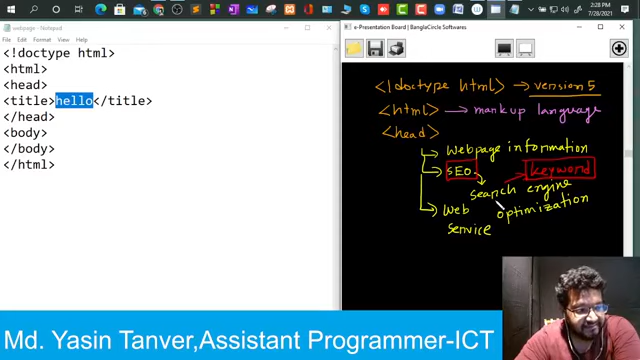 2:28 PM
7/28/2021
webpage - Notepad
File Edit Format View Help
<!doctype html>
<html>
<head>
<title>hello</title>
</head>
<body>
</body>
</html>
e-Presentation Board | BanglaCircle Softwares
<!doctype html> → version 5
<html> → markup language
<head>
Webpage information
SEO
keyword
search engine
optimization
Web
service
Md. Yasin Tanver,Assistant Programmer-ICT